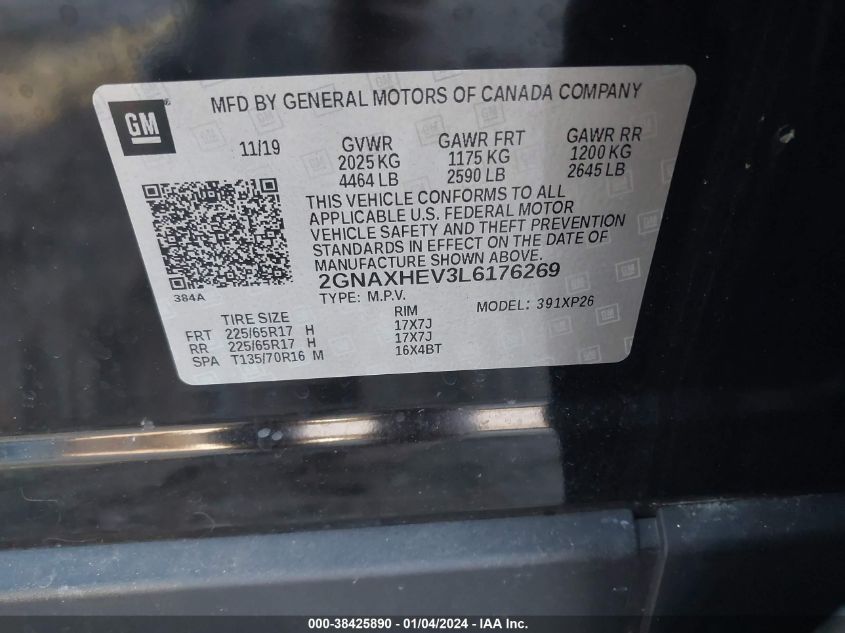 GM ®
MFD BY GENERAL MOTORS OF CANADA COMPANY
11/19 GVWR GAWR FRT GAWR RR
2025 KG 1175 KG 1200 KG
4464 LB 2590 LB 2645 LB
THIS VEHICLE CONFORMS TO ALL
APPLICABLE U.S. FEDERAL MOTOR
VEHICLE SAFETY AND THEFT PREVENTION
STANDARDS IN EFFECT ON THE DATE OF
MANUFACTURE SHOWN ABOVE.
384A
2GNAXHEV3L6176269
TYPE: M.P.V. MODEL: 391XP26
TIRE SIZE RIM
FRT 225/65R17 H 17X7J
RR 225/65R17 H 17X7J
SPA T135/70R16 M 16X4BT
000-38425890 - 01/04/2024 - IAA Inc.